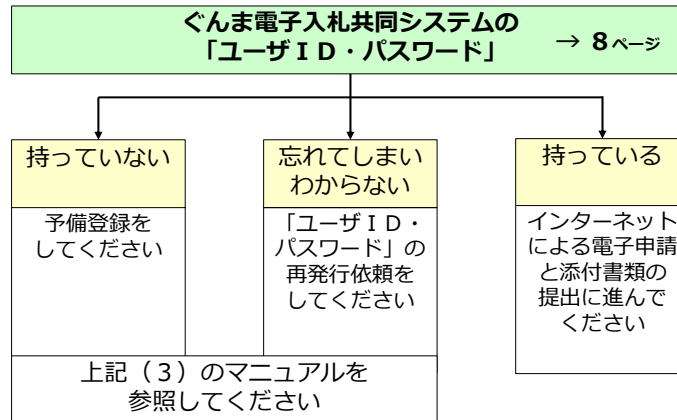 ぐんま電子入札共同システムの
「ユーザＩＤ・パスワード」 → 8ページ
持っていない
予備登録を
してください
忘れてしまい
わからない
「ユーザＩＤ・
パスワード」の
再発行依頼を
してください
持っている
インターネット
による電子申請
と添付書類の
提出に進んで
ください
上記（３）のマニュアルを
参照してください